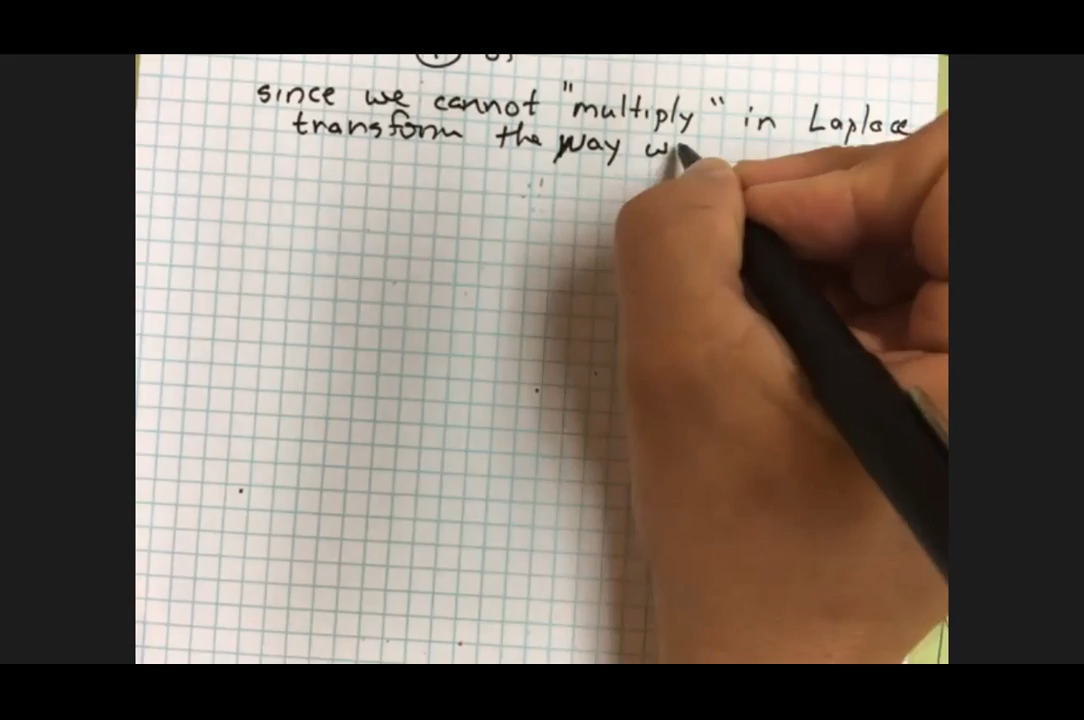 since we cannot "multiply" in Laplace
transform the way w